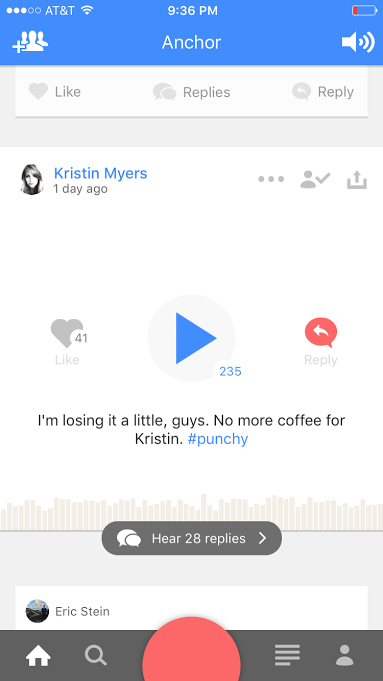 AT&T 9:36 PM
Anchor
Like Replies Reply
Kristin Myers
1 day ago
41
Like
235
Reply
I'm losing it a little, guys. No more coffee for
Kristin. #punchy
Hear 28 replies
Eric Stein